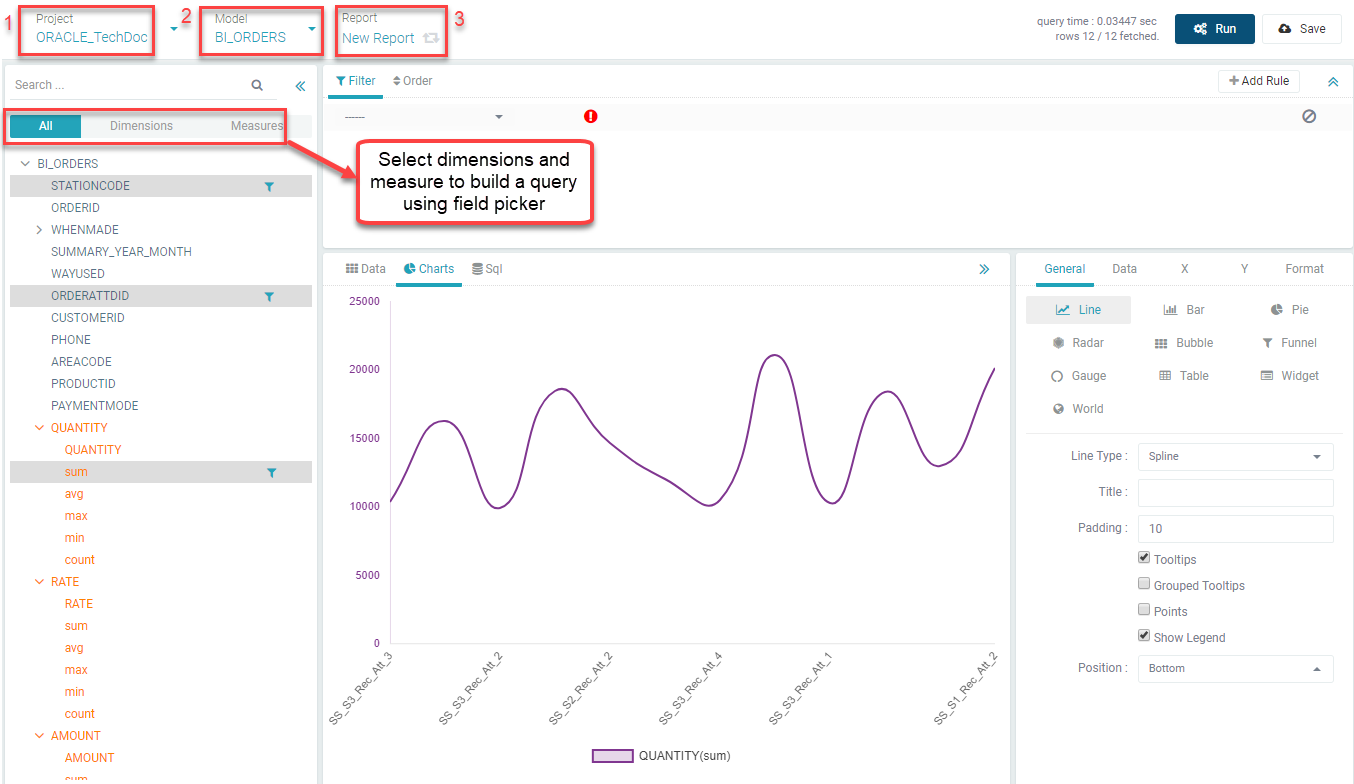 1
Project
ORACLE_TechDoc
2
Model
BI_ORDERS
Report
New Report
3
query time : 0.03447 sec
rows 12 / 12 fetched.
Run
Save
Search ...
All
Dimensions
Measures
BI_ORDERS
STATIONCODE
ORDERID
WHENMADE
SUMMARY_YEAR_MONTH
WAYUSED
ORDERATTDID
CUSTOMERID
PHONE
AREACODE
PRODUCTID
PAYMENTMODE
QUANTITY
QUANTITY
sum
avg
max
min
count
RATE
RATE
sum
avg
max
min
count
AMOUNT
AMOUNT
sum
Filter
Order
Add Rule
------
Select dimensions and
measure to build a query
using field picker
Data
Charts
Sql
25000
20000
15000
10000
5000
0
SS_S3_Rec_Att_3
SS_S3_Rec_Att_2
SS_S2_Rec_Att_2
SS_S3_Rec_Att_4
SS_S3_Rec_Att_1
SS_S1_Rec_Att_2
QUANTITY(sum)
General
Data
X
Y
Format
Line
Bar
Pie
Radar
Bubble
Funnel
Gauge
Table
Widget
World
Line Type :
Spline
Title :
Padding :
10
Tooltips
Grouped Tooltips
Points
Show Legend
Position :
Bottom